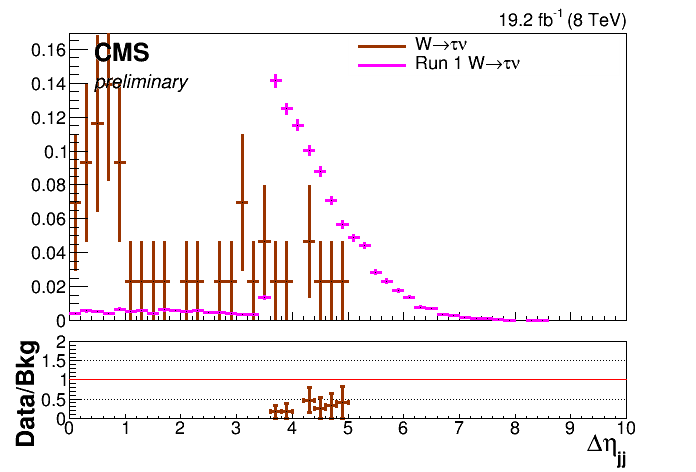 19.2 fb⁻¹ (8 TeV)
CMS
preliminary
W→τν
Run 1 W→τν
0.16
0.14
0.12
0.1
0.08
0.06
0.04
0.02
0
Data/Bkg
2
1.5
1
0.5
0
0 1 2 3 4 5 6 7 8 9 10
Δη_jj